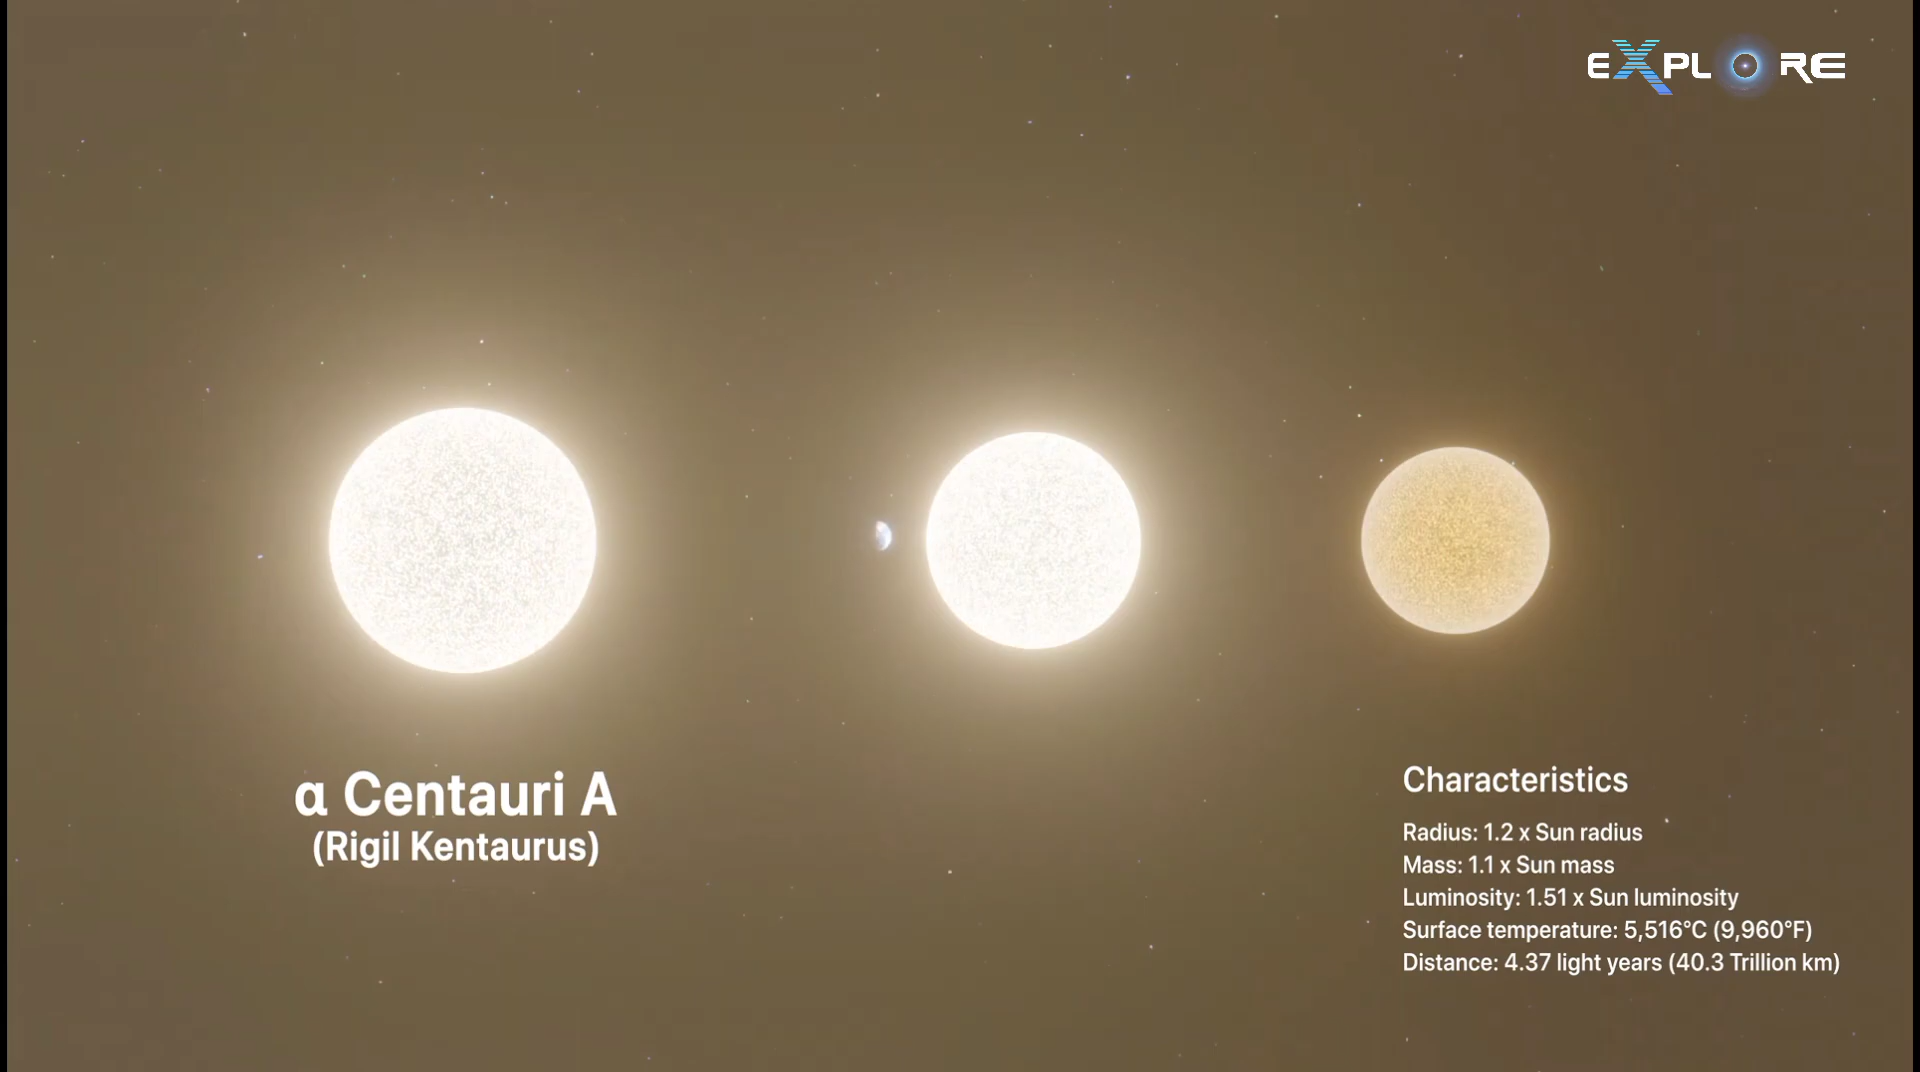 EXPLORE
α Centauri A
(Rigil Kentaurus)
Characteristics
Radius: 1.2 x Sun radius
Mass: 1.1 x Sun mass
Luminosity: 1.51 x Sun luminosity
Surface temperature: 5,516°C (9,960°F)
Distance: 4.37 light years (40.3 Trillion km)